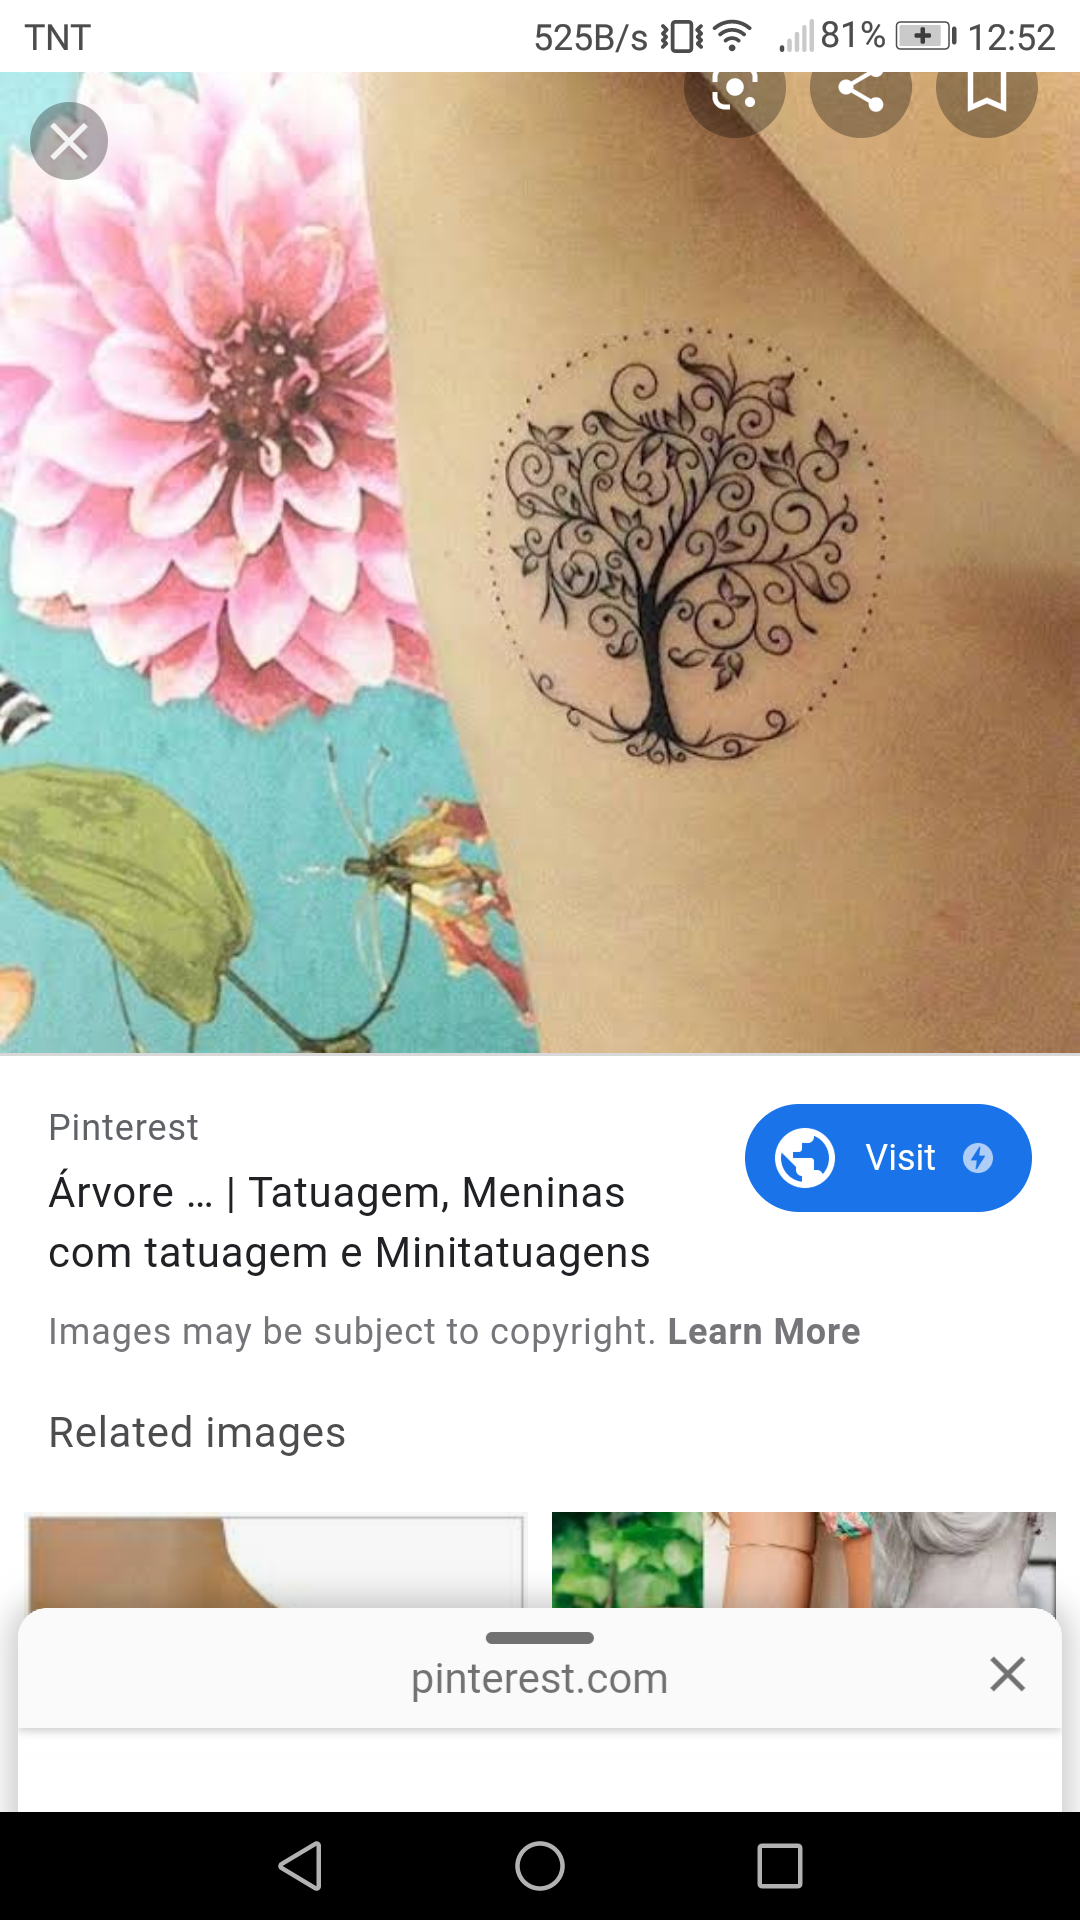 TNT 525B/s 81% 12:52
Pinterest
Visit
Árvore ... | Tatuagem, Meninas
com tatuagem e Minitatuagens
Images may be subject to copyright. Learn More
Related images
pinterest.com